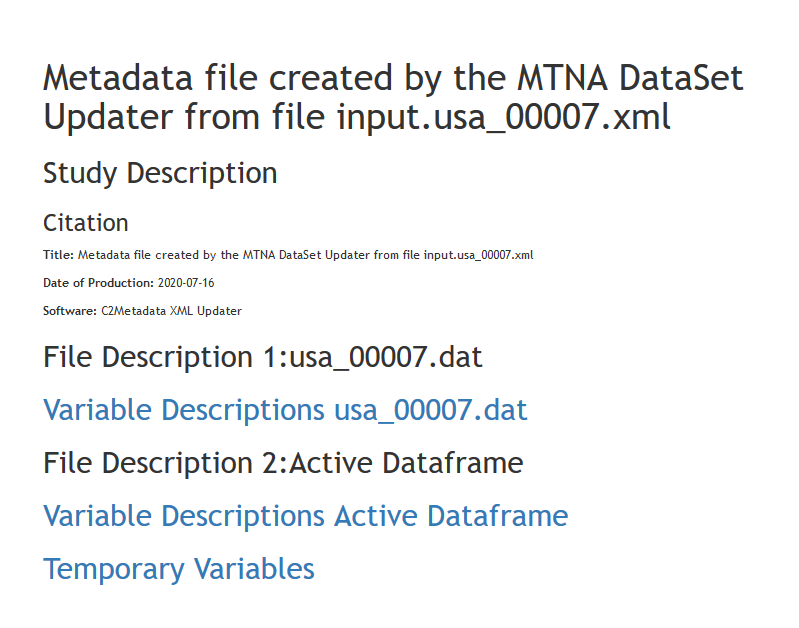 Metadata file created by the MTNA DataSet
Updater from file input.usa_00007.xml
Study Description
Citation
Title: Metadata file created by the MTNA DataSet Updater from file input.usa_00007.xml
Date of Production: 2020-07-16
Software: C2Metadata XML Updater
File Description 1:usa_00007.dat
Variable Descriptions usa_00007.dat
File Description 2:Active Dataframe
Variable Descriptions Active Dataframe
Temporary Variables